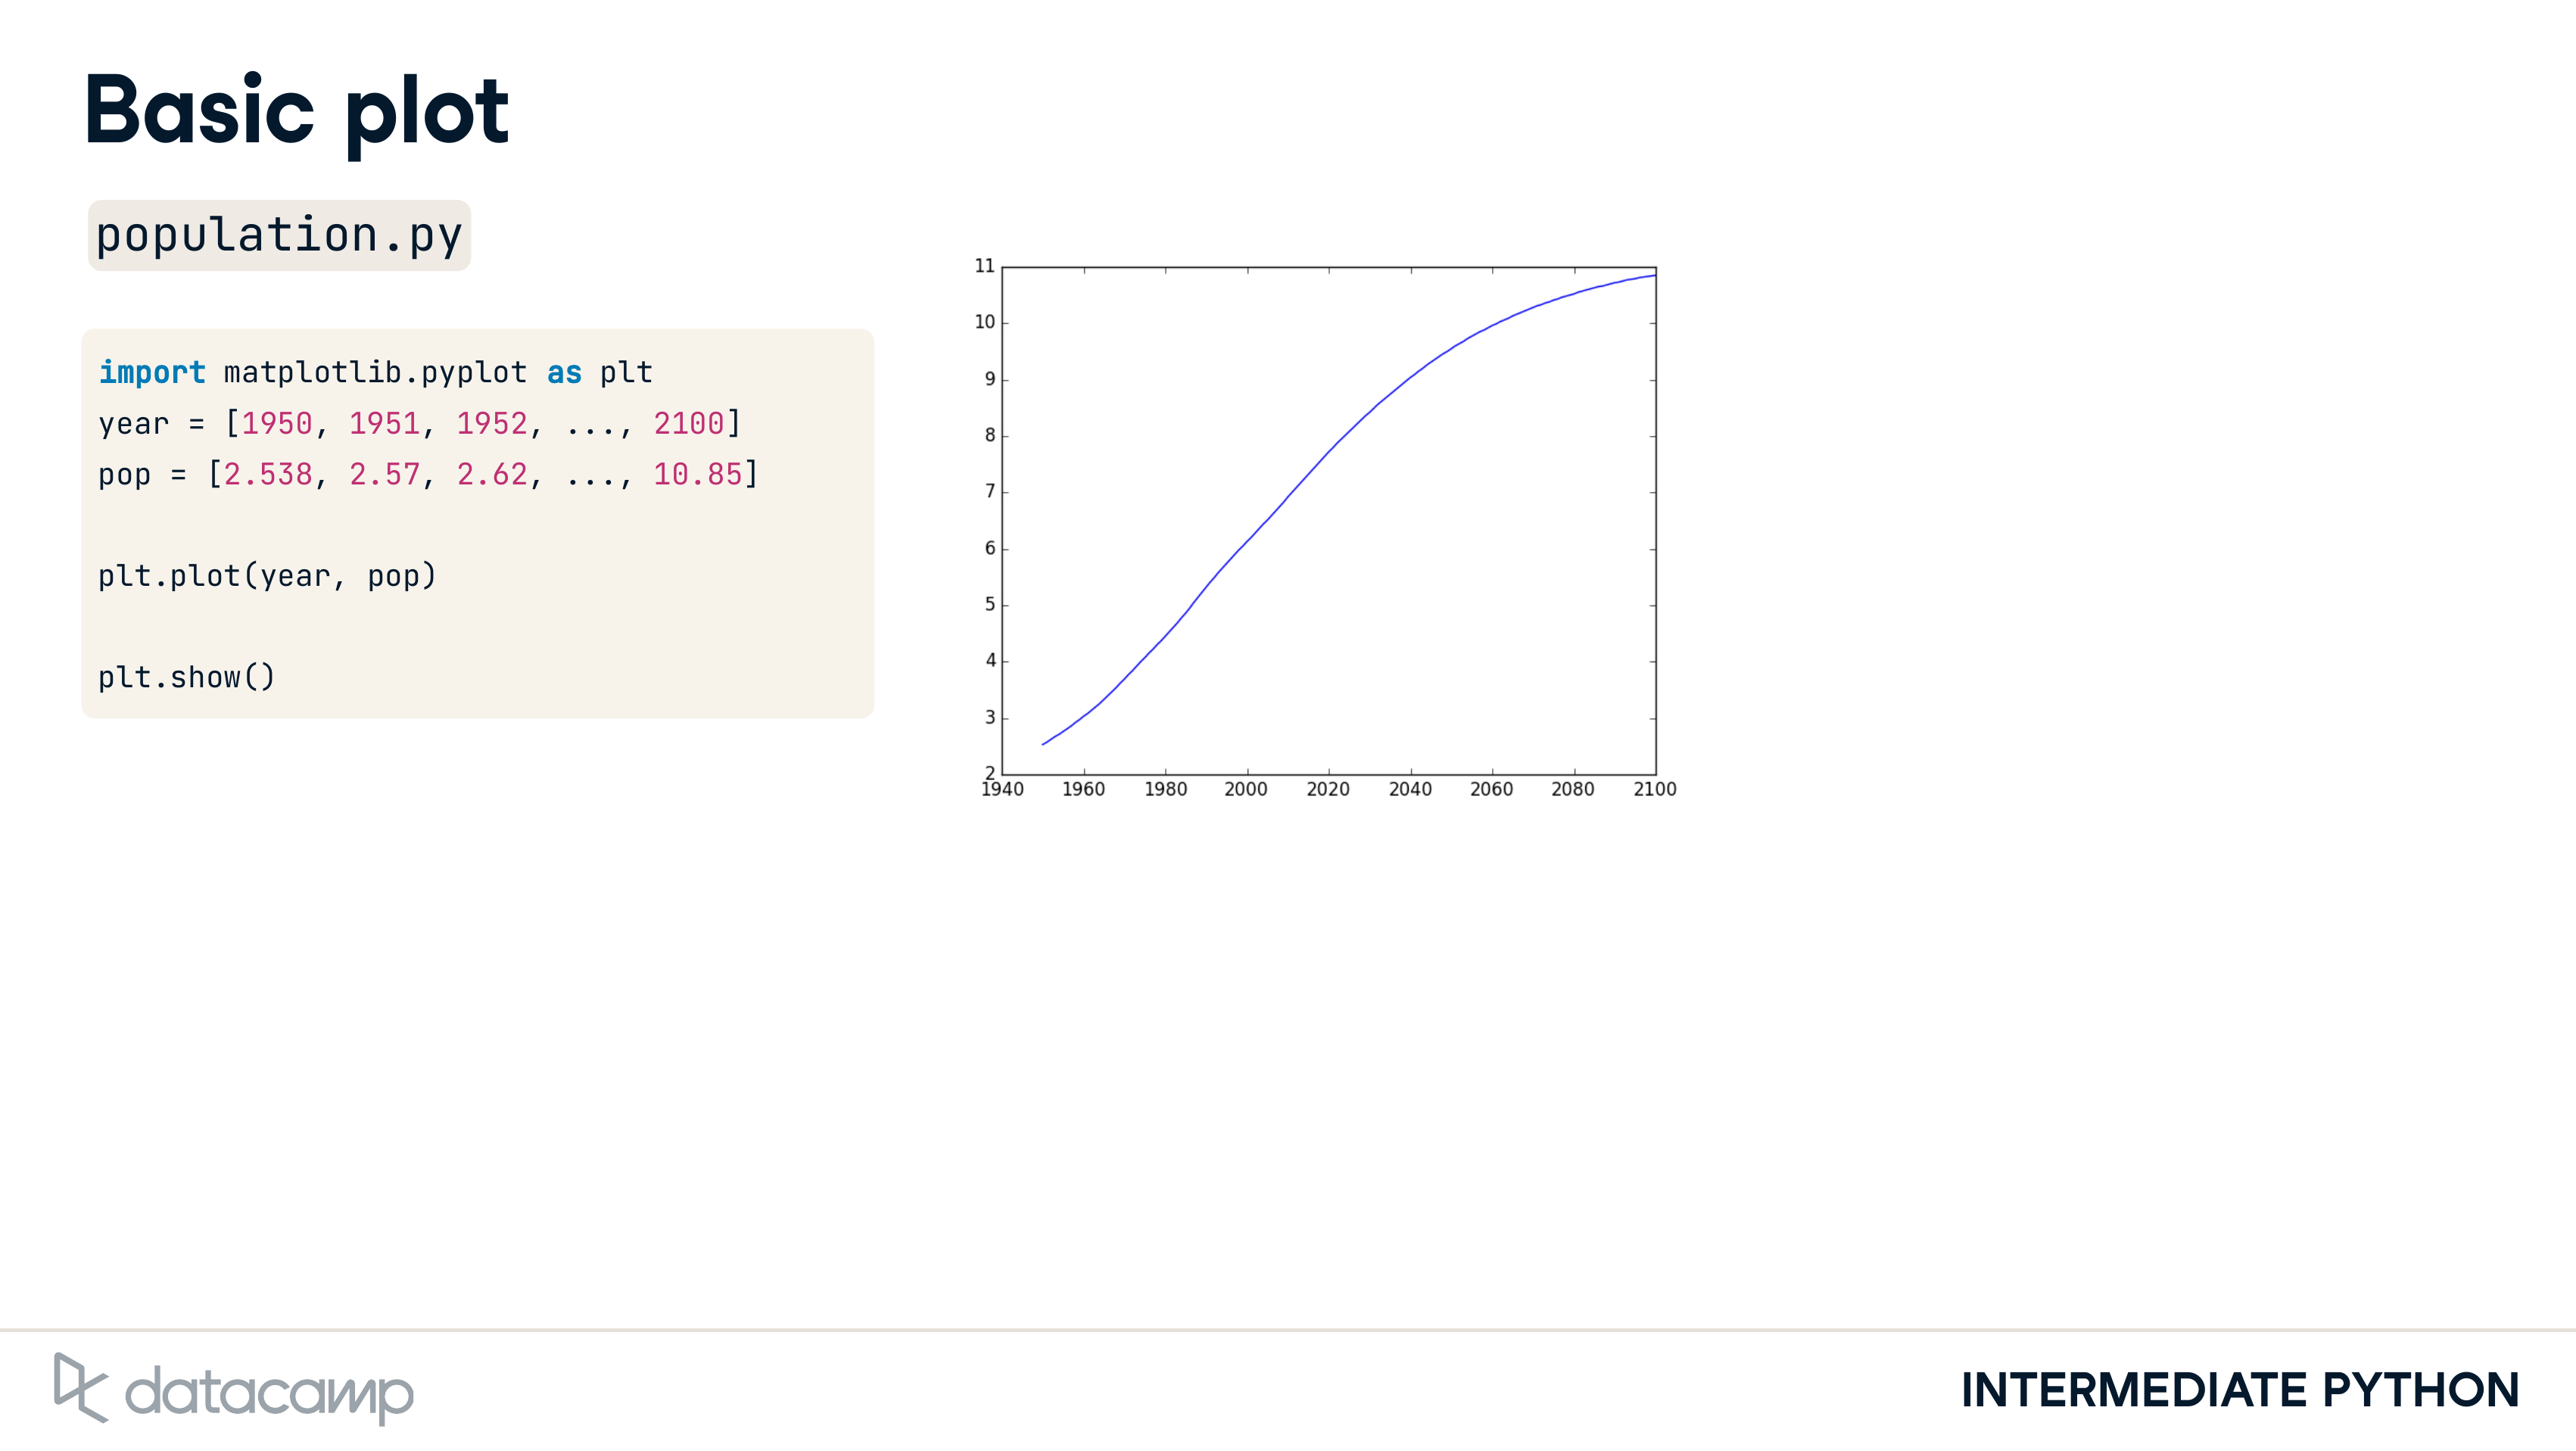 Basic plot
population.py
import matplotlib.pyplot as plt
year = [1950, 1951, 1952, ..., 2100]
pop = [2.538, 2.57, 2.62, ..., 10.85]
plt.plot(year, pop)
plt.show()
11
10
9
8
7
6
5
4
3
2
1940 1960 1980 2000 2020 2040 2060 2080 2100
datacamp
INTERMEDIATE PYTHON